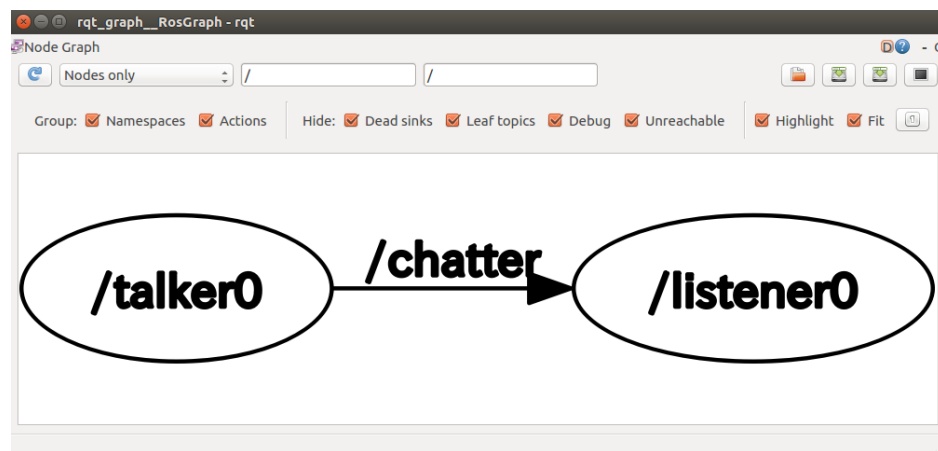 rqt_graph__RosGraph - rqt
Node Graph D ? -
Nodes only / /
Group: Namespaces Actions Hide: Dead sinks Leaf topics Debug Unreachable Highlight Fit
/chatter
/talker0 /listener0